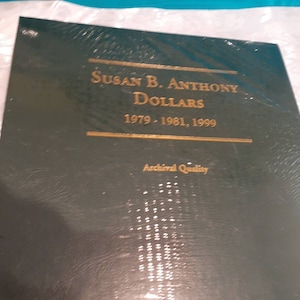 SUSAN B. ANTHONY
DOLLARS
1979 - 1981, 1999
Archival Quality